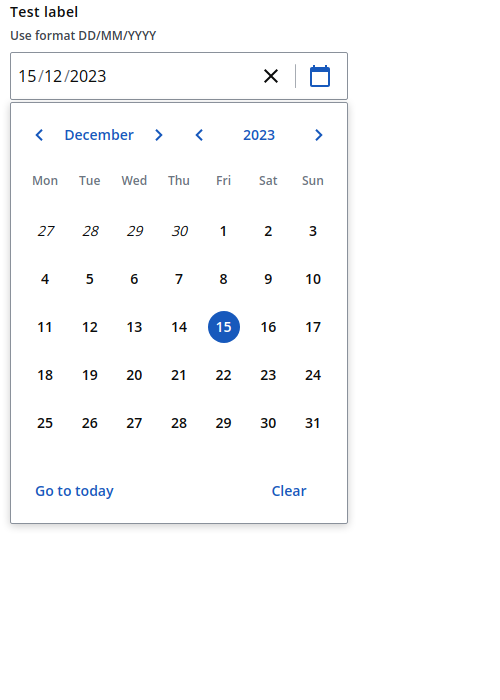 Test label
Use format DD/MM/YYYY
15/12/2023
December 2023
Mon Tue Wed Thu Fri Sat Sun
27 28 29 30 1 2 3
4 5 6 7 8 9 10
11 12 13 14 15 16 17
18 19 20 21 22 23 24
25 26 27 28 29 30 31
Go to today Clear